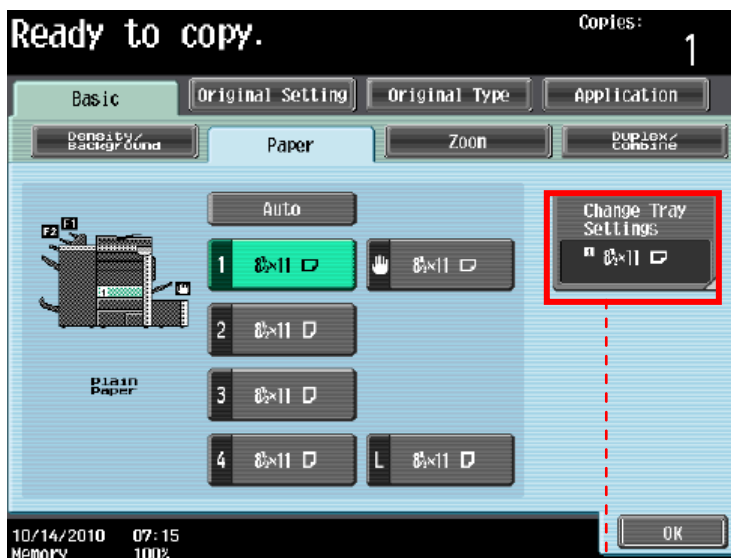 Ready to copy.
Copies:
1
Basic
Original Setting
Original Type
Application
Density/
Background
Paper
Zoom
Duplex/
Combine
F2 F1
Auto
1 8½×11
8½×11
Change Tray
Settings
1 8½×11
1
2 8½×11
Plain
Paper
3 8½×11
4 8½×11
L 8½×11
OK
10/14/2010 07:15
Memory 100%